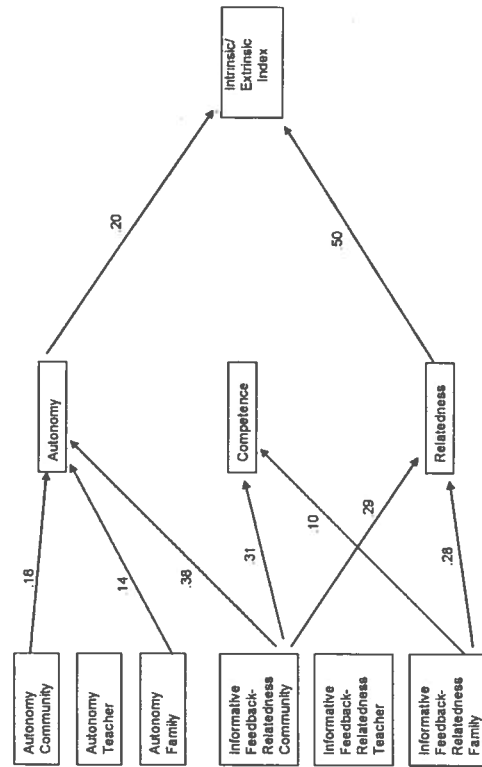 Autonomy
Community
Autonomy
Teacher
Autonomy
Family
Informative
Feedback-
Relatedness
Community
Informative
Feedback-
Relatedness
Teacher
Informative
Feedback-
Relatedness
Family
.18
.14
.38
.31
.29
.10
.28
Autonomy
Competence
Relatedness
.20
.50
Intrinsic/
Extrinsic
Index